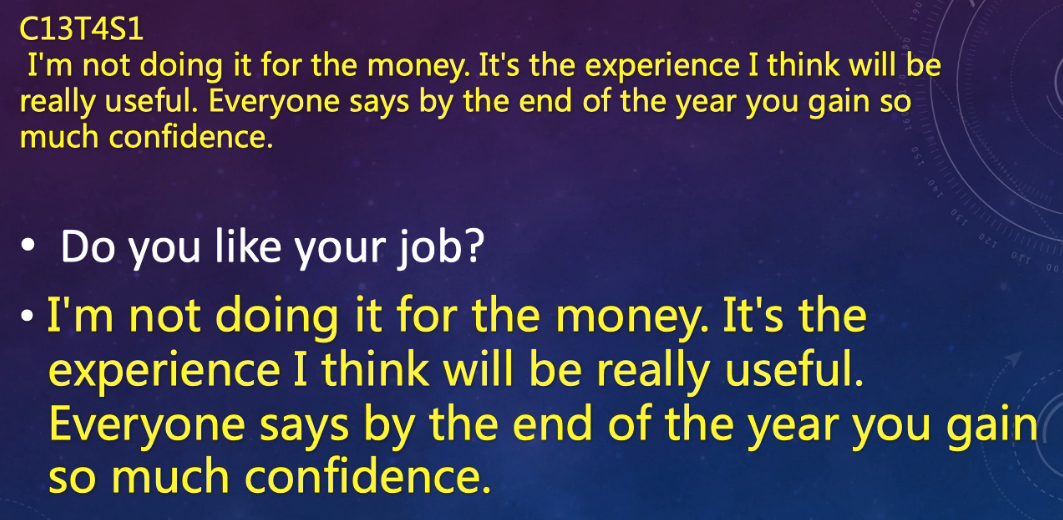 C13T4S1
I'm not doing it for the money. It's the experience I think will be
really useful. Everyone says by the end of the year you gain so
much confidence.
• Do you like your job?
• I'm not doing it for the money. It's the
experience I think will be really useful.
Everyone says by the end of the year you gain
so much confidence.